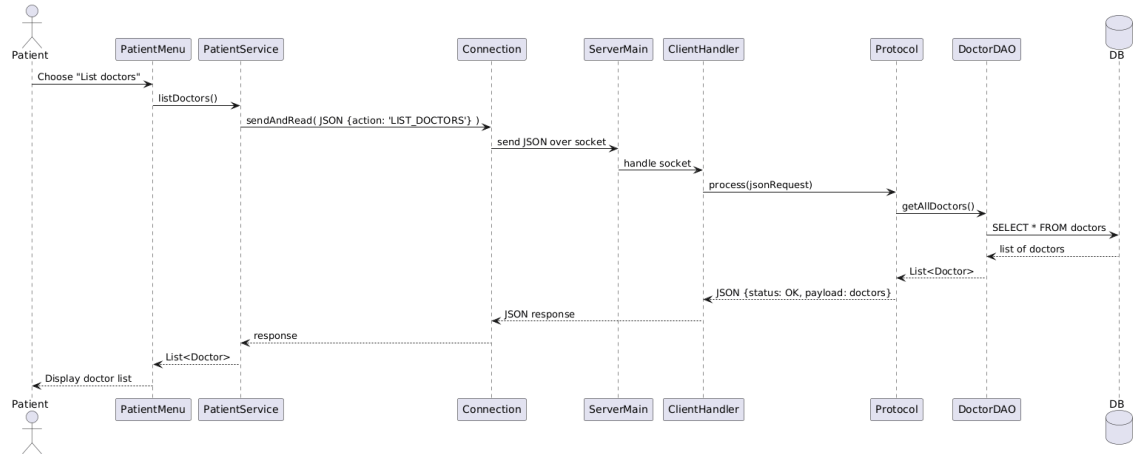 Patient
PatientMenu
PatientService
Connection
ServerMain
ClientHandler
Protocol
DoctorDAO
DB
Choose "List doctors"
listDoctors()
sendAndRead( JSON {action: 'LIST_DOCTORS'} )
send JSON over socket
handle socket
process(jsonRequest)
getAllDoctors()
SELECT * FROM doctors
list of doctors
List<Doctor>
JSON {status: OK, payload: doctors}
JSON response
response
List<Doctor>
Display doctor list
Patient
PatientMenu
PatientService
Connection
ServerMain
ClientHandler
Protocol
DoctorDAO
DB